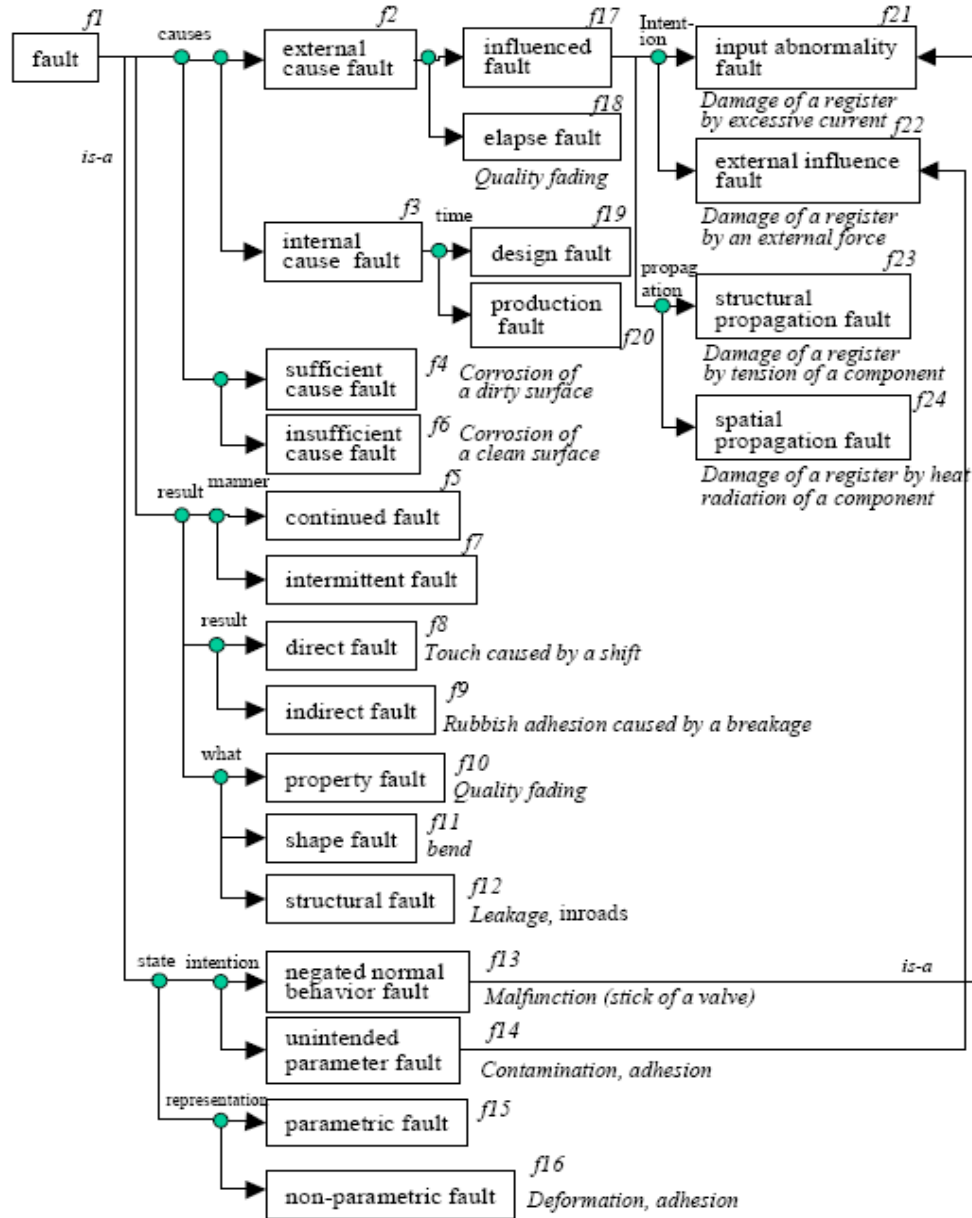 f1
fault
causes
f2
external
cause fault
f17
influenced
fault
Intent-
ion
f21
input abnormality
fault
Damage of a register
by excessive current
f18
elapse fault
Quality fading
f22
external influence
fault
Damage of a register
by an external force
is-a
f3
internal
cause fault
time
f19
design fault
production
fault
f20
propag
ation
f23
structural
propagation fault
Damage of a register
by tension of a component
f24
spatial
propagation fault
Damage of a register by heat
radiation of a component
sufficient
cause fault
f4
Corrosion of
a dirty surface
insufficient
cause fault
f6
Corrosion of
a clean surface
result
manner
f5
continued fault
f7
intermittent fault
result
direct fault
f8
Touch caused by a shift
indirect fault
f9
Rubbish adhesion caused by a breakage
what
property fault
f10
Quality fading
shape fault
f11
bend
structural fault
f12
Leakage, inroads
state
intention
negated normal
behavior fault
f13
Malfunction (stick of a valve)
is-a
unintended
parameter fault
f14
Contamination, adhesion
representation
parametric fault
f15
non-parametric fault
f16
Deformation, adhesion